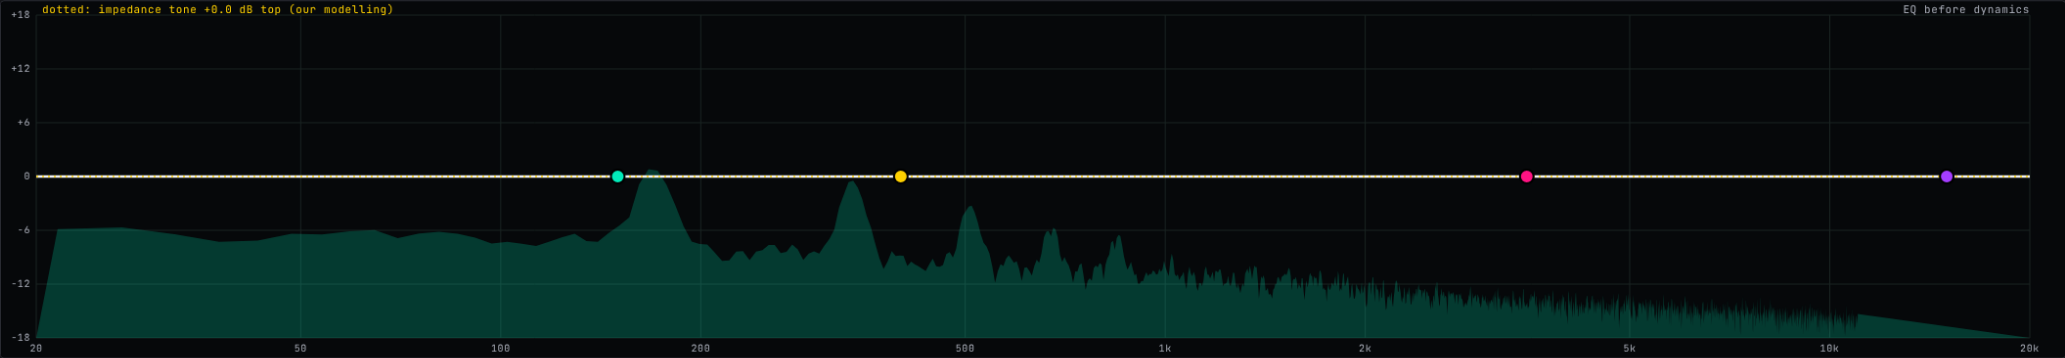 +18
dotted: impedance tone +0.0 dB top (our modelling)
EQ before dynamics
+12
+6
0
-6
-12
-18
20 50 100 200 500 1k 2k 5k 10k 20k